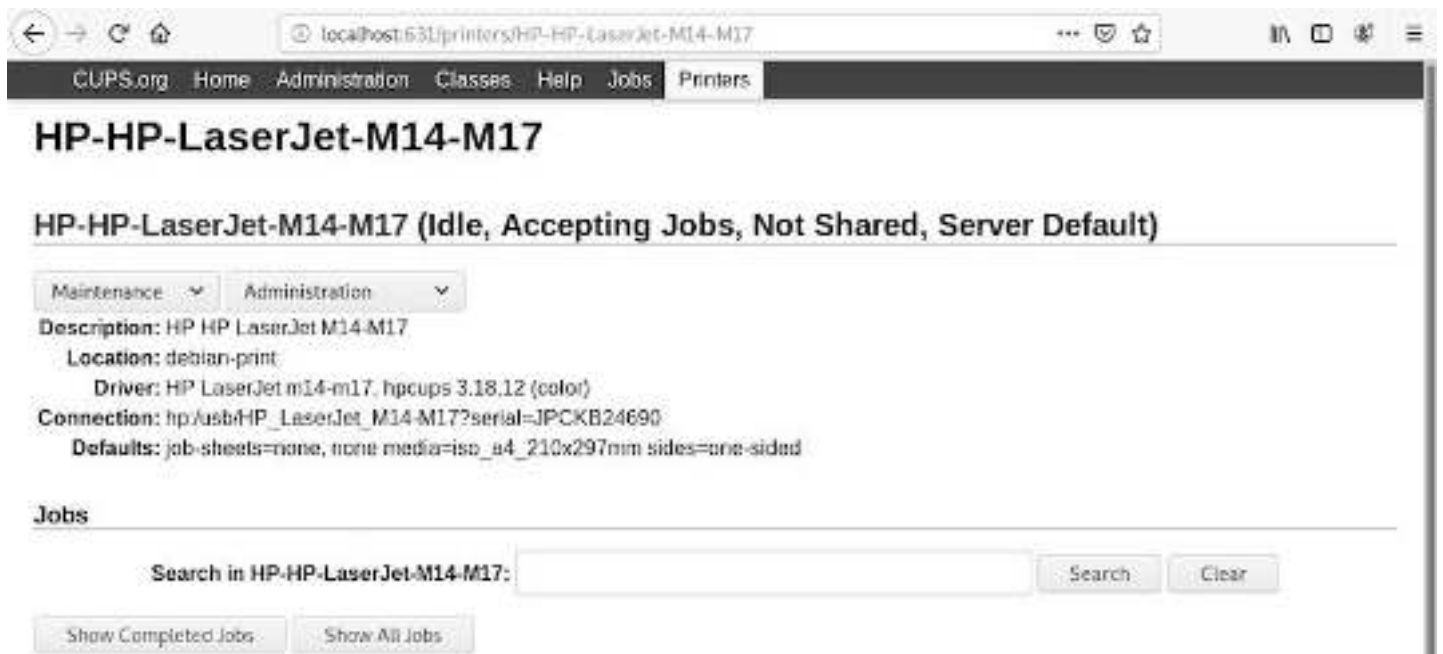 localhost:631/printers/HP-HP-LaserJet-M14-M17
CUPS.org Home Administration Classes Help Jobs Printers
HP-HP-LaserJet-M14-M17
HP-HP-LaserJet-M14-M17 (Idle, Accepting Jobs, Not Shared, Server Default)
Maintenance Administration
Description: HP HP LaserJet M14-M17
Location: debian-print
Driver: HP LaserJet m14-m17, hpcups 3.18.12 (color)
Connection: hp:/usb/HP_LaserJet_M14-M17?serial=JPCKB24690
Defaults: job-sheets=none, none media=iso_a4_210x297mm sides=one-sided
Jobs
Search in HP-HP-LaserJet-M14-M17: Search Clear
Show Completed Jobs Show All Jobs